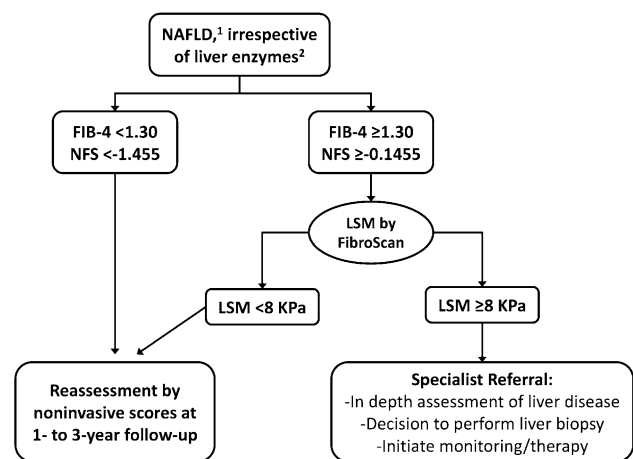 NAFLD,¹ irrespective
of liver enzymes²
FIB-4 <1.30
NFS <-1.455
FIB-4 ≥1.30
NFS ≥-0.1455
LSM by
FibroScan
LSM <8 KPa
LSM ≥8 KPa
Reassessment by
noninvasive scores at
1- to 3-year follow-up
Specialist Referral:
-In depth assessment of liver disease
-Decision to perform liver biopsy
-Initiate monitoring/therapy